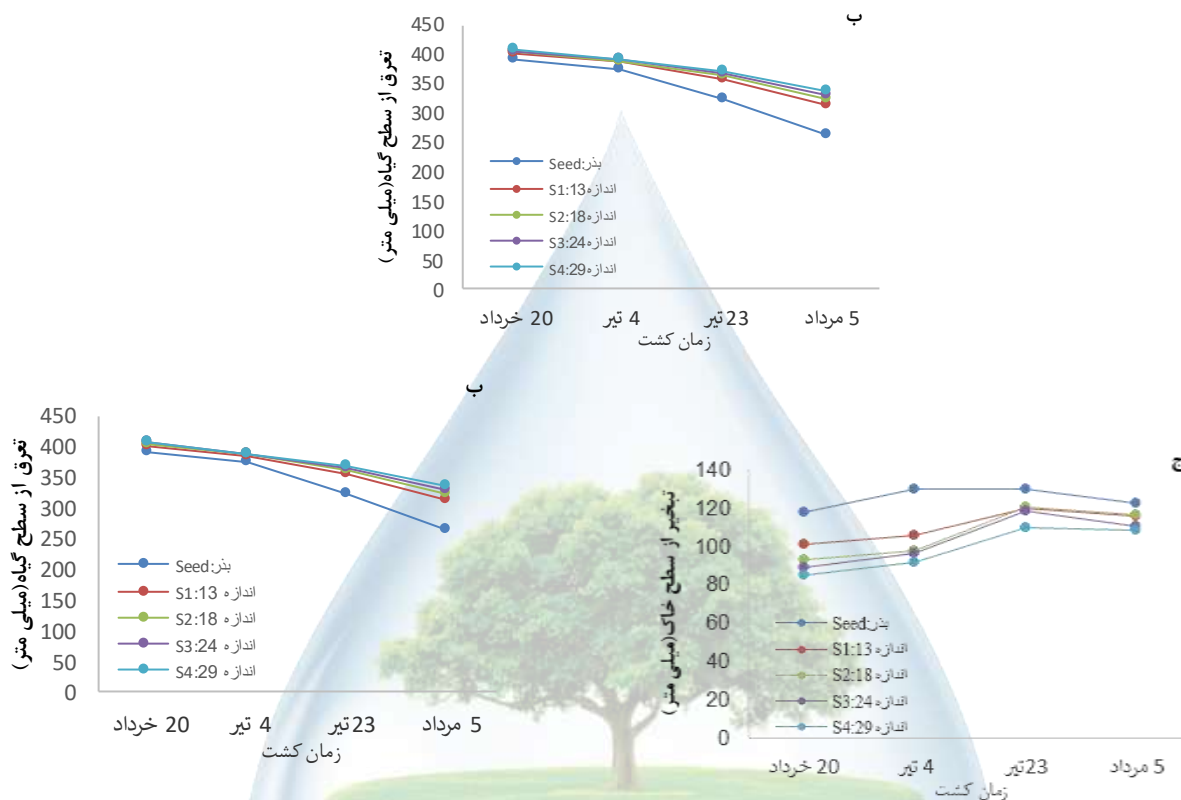 ب
تعرق از سطح گیاه(میلی متر)
450
400
350
300
250
200
150
100
50
0
Seed:بذر
S1:13 اندازه
S2:18 اندازه
S3:24 اندازه
S4:29 اندازه
20 خرداد
4 تیر
23تیر
5 مرداد
زمان کشت
ب
تعرق از سطح گیاه(میلی متر)
450
400
350
300
250
200
150
100
50
0
Seed:بذر
S1:13 اندازه
S2:18 اندازه
S3:24 اندازه
S4:29 اندازه
20 خرداد
4 تیر
23تیر
5 مرداد
زمان کشت
ج
تبخیر از سطح خاک(میلی متر)
140
120
100
80
60
40
20
0
Seed:بذر
S1:13 اندازه
S2:18 اندازه
S3:24 اندازه
S4:29 اندازه
20 خرداد
4 تیر
23تیر
5 مرداد
زمان کشت